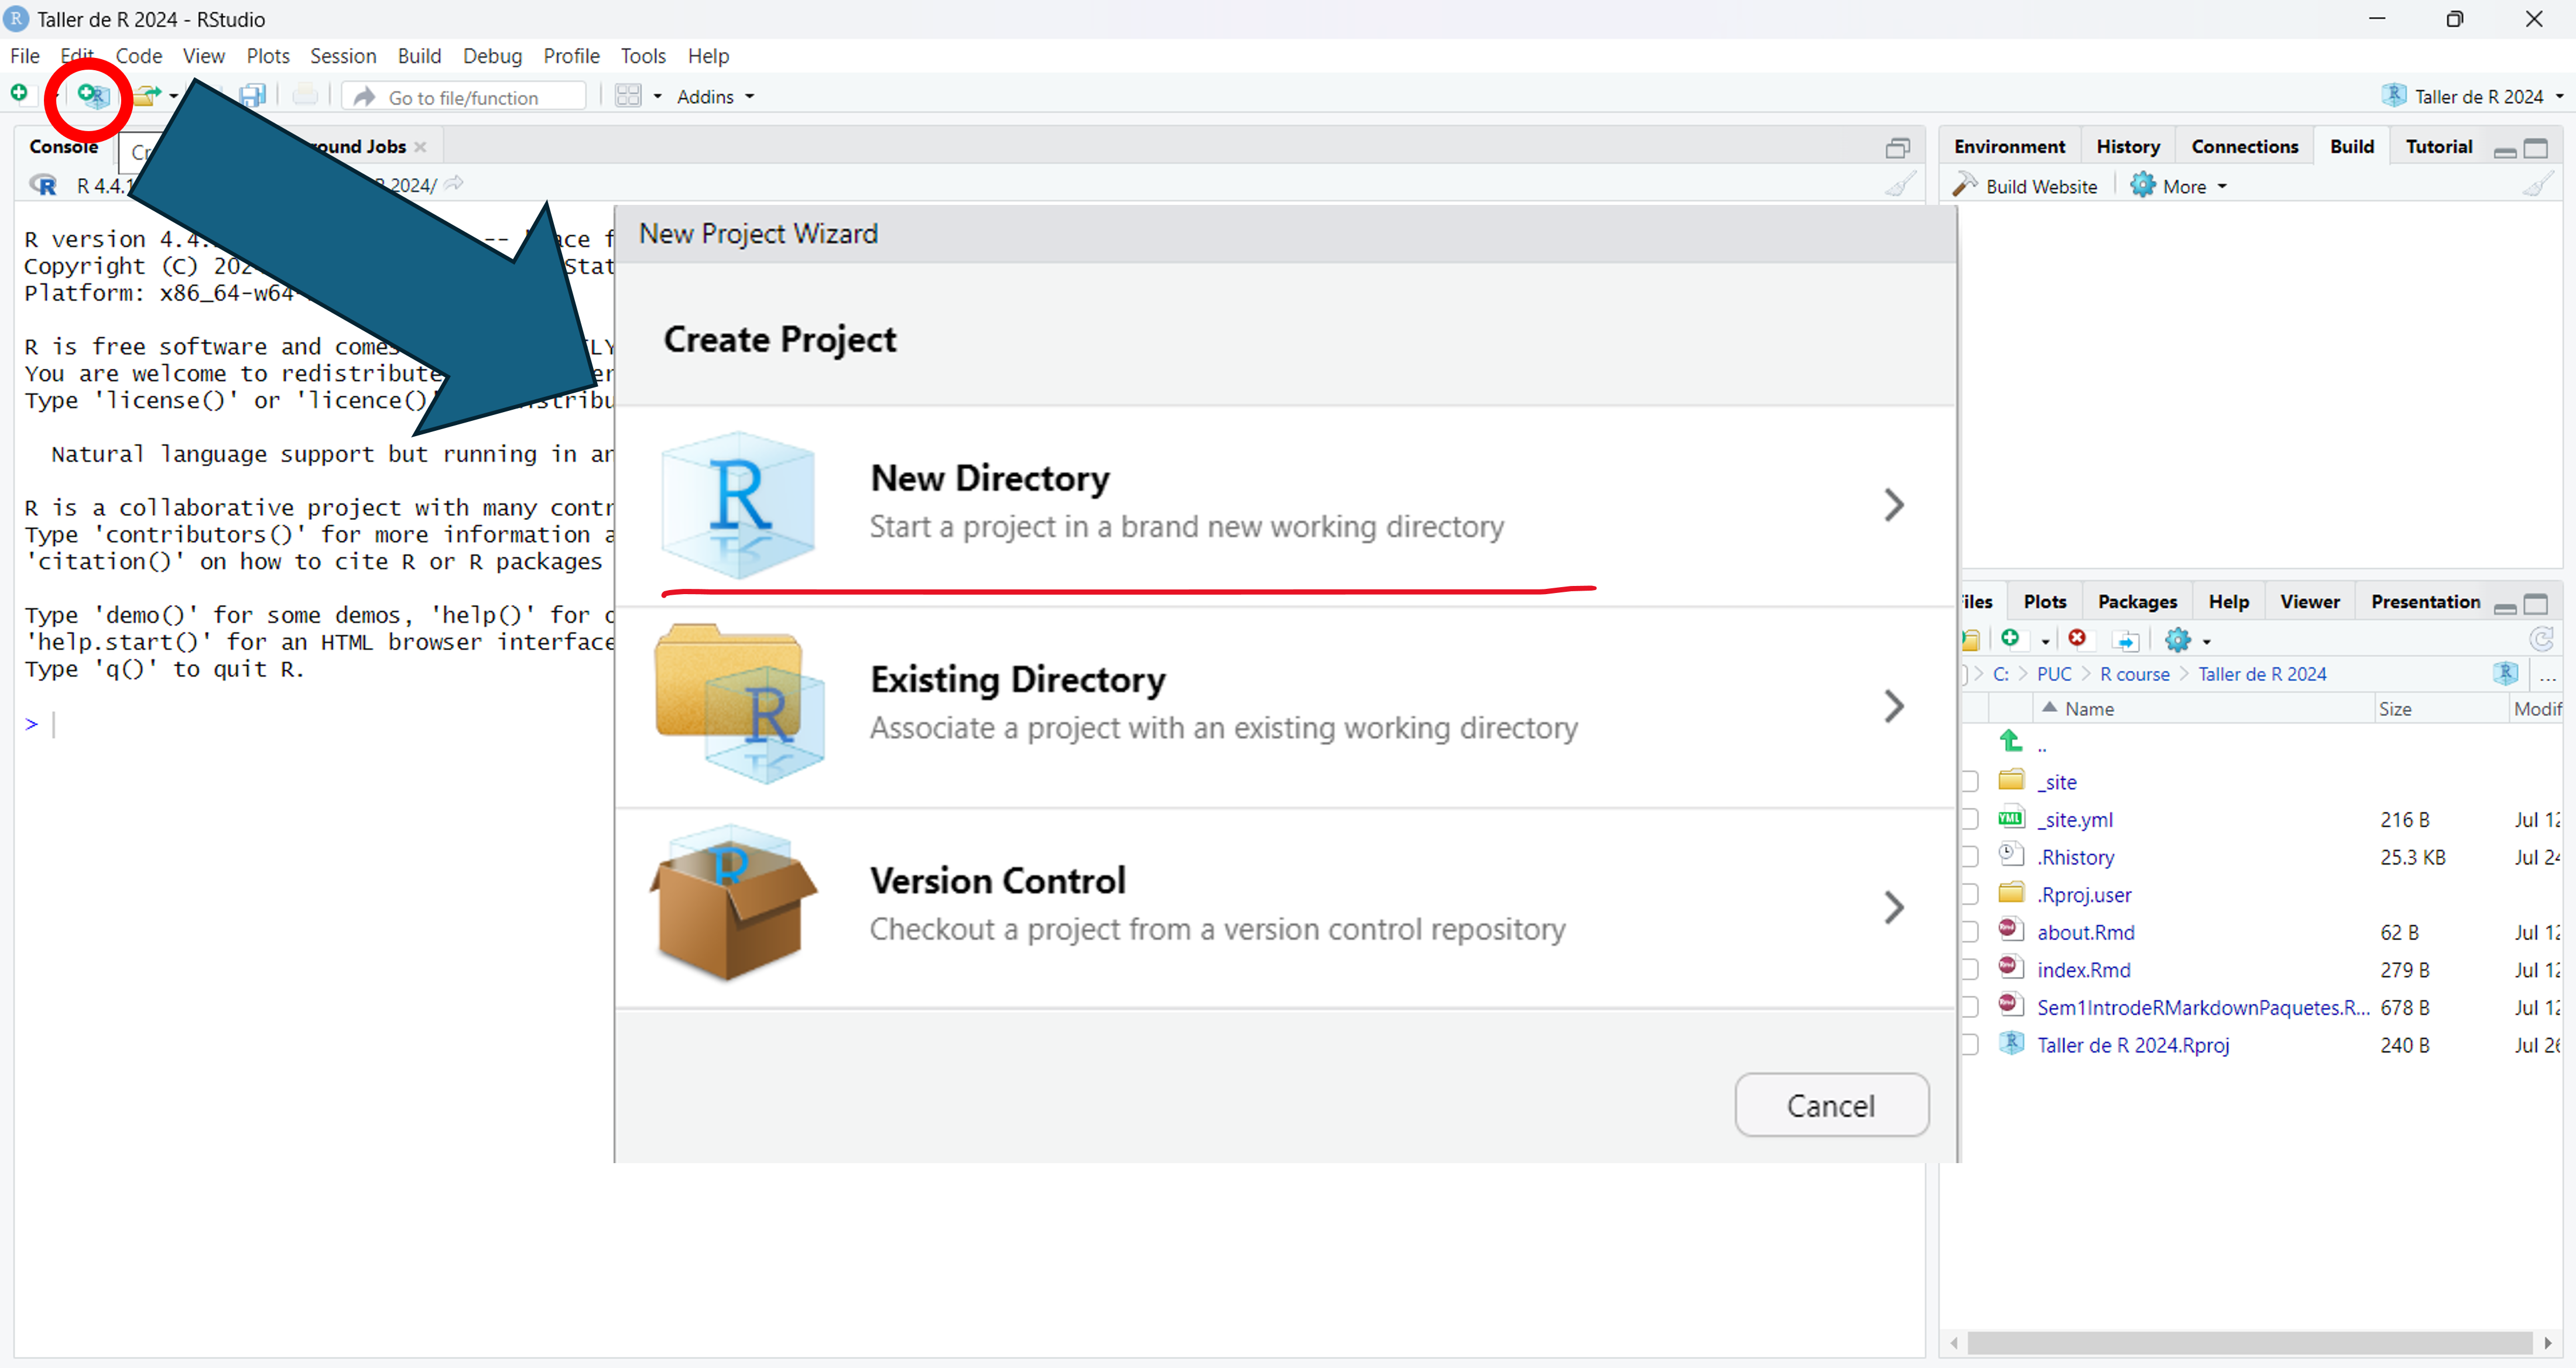 Taller de R 2024 - RStudio
File Edit Code View Plots Session Build Debug Profile Tools Help
Go to file/function Addins Taller de R 2024
Console ound Jobs
R 4.4.1 R 2024/
R version 4.4. -- ace f
Copyright (C) 202 Stat
Platform: x86_64-w64-
R is free software and comes LY
You are welcome to redistribute er
Type 'license()' or 'licence()' istribu
Natural language support but running in an
R is a collaborative project with many contr
Type 'contributors()' for more information a
'citation()' on how to cite R or R packages
Type 'demo()' for some demos, 'help()' for o
'help.start()' for an HTML browser interface
Type 'q()' to quit R.
>
New Project Wizard
Create Project
New Directory
Start a project in a brand new working directory
Existing Directory
Associate a project with an existing working directory
Version Control
Checkout a project from a version control repository
Cancel
Environment History Connections Build Tutorial
Build Website More
iles Plots Packages Help Viewer Presentation
C: PUC R course Taller de R 2024 ...
Name Size Modif
..
_site
_site.yml 216 B Jul 12
.Rhistory 25.3 KB Jul 24
.Rproj.user
about.Rmd 62 B Jul 12
index.Rmd 279 B Jul 12
Sem1IntrodeRMarkdownPaquetes.R... 678 B Jul 12
Taller de R 2024.Rproj 240 B Jul 26